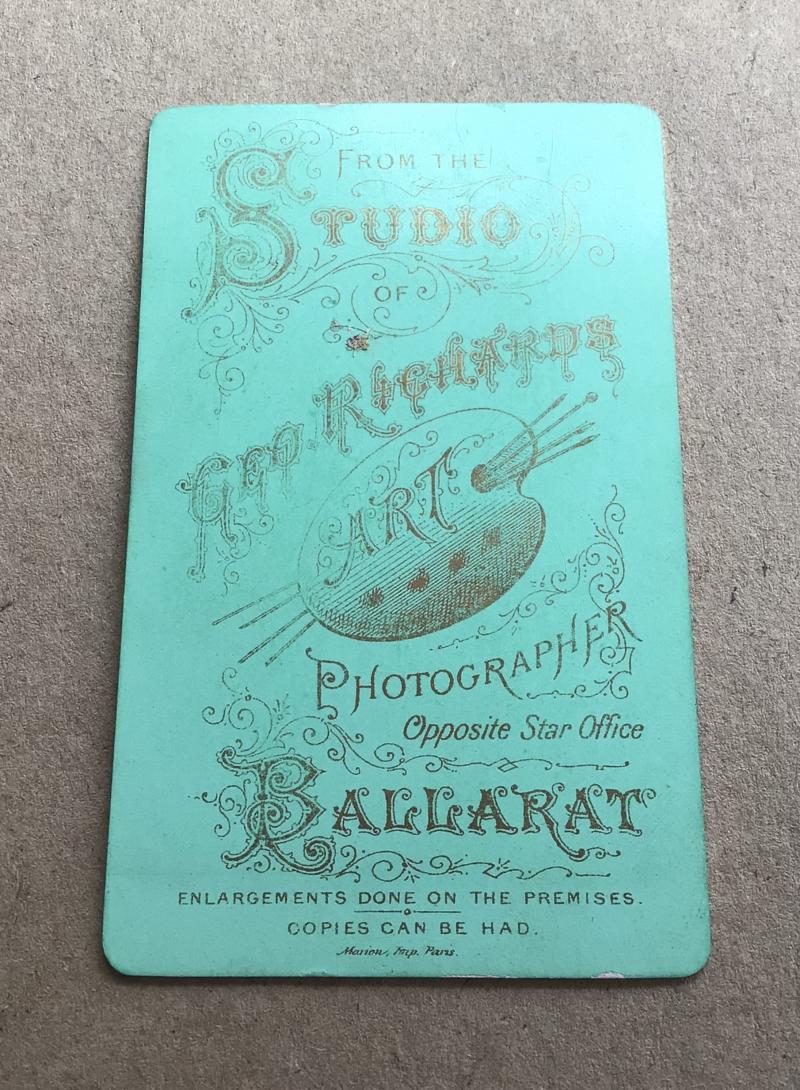 FROM THE
STUDIO
OF
GEO. RICHARDS
ART
PHOTOGRAPHER
Opposite Star Office
BALLARAT
ENLARGEMENTS DONE ON THE PREMISES.
COPIES CAN BE HAD.
Marion, Imp. Paris.